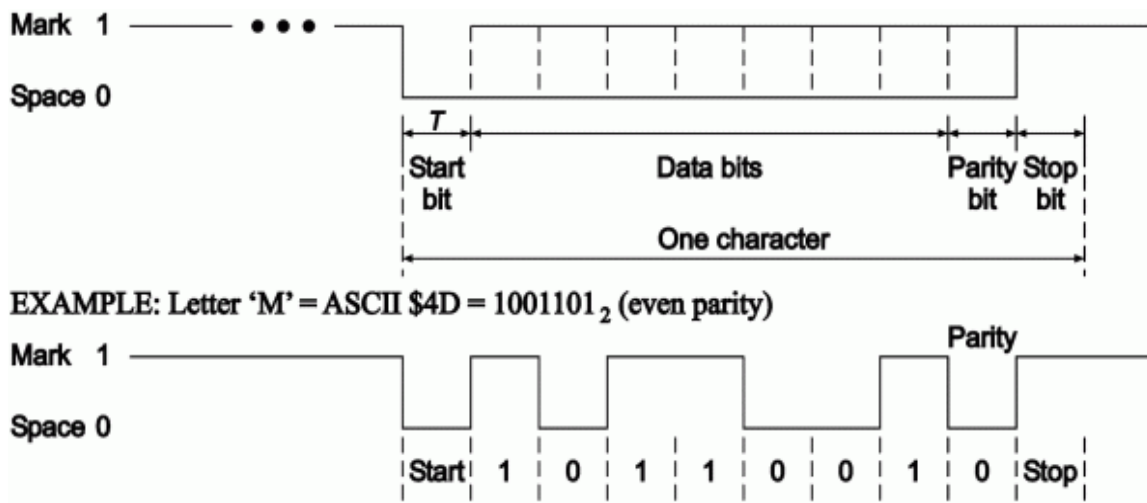 Mark 1
Space 0
T
Start bit Data bits Parity bit Stop bit
One character
EXAMPLE: Letter ‘M’ = ASCII $4D = 1001101₂ (even parity)
Parity
Mark 1
Space 0
Start 1 0 1 1 0 0 1 0 Stop